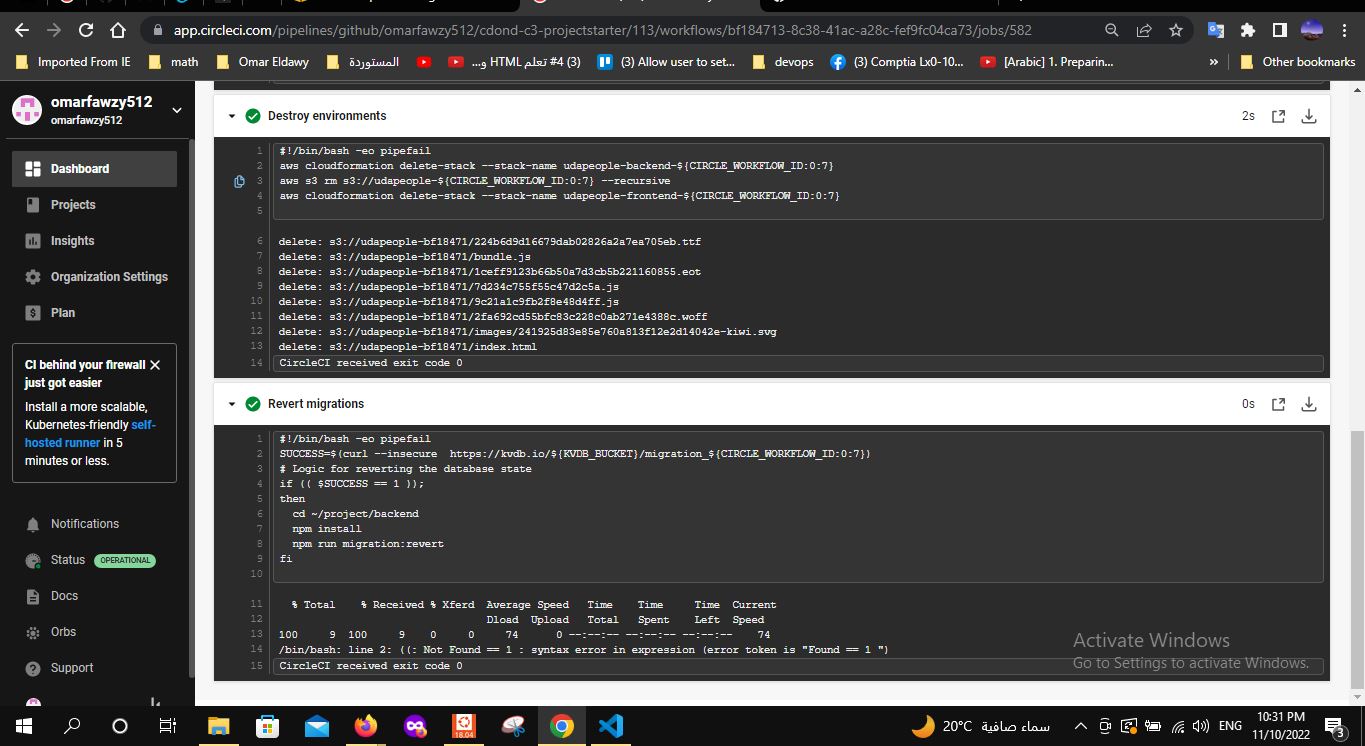 app.circleci.com/pipelines/github/omarfawzy512/cdond-c3-projectstarter/113/workflows/bf184713-8c38-41ac-a28c-fef9fc04ca73/jobs/582
Imported From IE
math
Omar Eldawy
المستوردة
(3) #4 تعلم HTML و...
(3) Allow user to set...
devops
(3) Comptia Lx0-10...
[Arabic] 1. Preparin...
»
Other bookmarks
omarfawzy512
omarfawzy512
Dashboard
Projects
Insights
Organization Settings
Plan
CI behind your firewall
just got easier
Install a more scalable,
Kubernetes-friendly self-
hosted runner in 5
minutes or less.
Notifications
Status OPERATIONAL
Docs
Orbs
Support
Destroy environments 2s
1 #!/bin/bash -eo pipefail
2 aws cloudformation delete-stack --stack-name udapeople-backend-${CIRCLE_WORKFLOW_ID:0:7}
3 aws s3 rm s3://udapeople-${CIRCLE_WORKFLOW_ID:0:7} --recursive
4 aws cloudformation delete-stack --stack-name udapeople-frontend-${CIRCLE_WORKFLOW_ID:0:7}
5
6 delete: s3://udapeople-bf18471/224b6d9d16679dab02826a2a7ea705eb.ttf
7 delete: s3://udapeople-bf18471/bundle.js
8 delete: s3://udapeople-bf18471/1ceff9123b66b50a7d3cb5b221160855.eot
9 delete: s3://udapeople-bf18471/7d234c755f55c47d2c5a.js
10 delete: s3://udapeople-bf18471/9c21a1c9fb2f8e48d4ff.js
11 delete: s3://udapeople-bf18471/2fa692cd55bfc83c228c0ab271e4388c.woff
12 delete: s3://udapeople-bf18471/images/241925d83e85e760a813f12e2d14042e-kiwi.svg
13 delete: s3://udapeople-bf18471/index.html
14 CircleCI received exit code 0
Revert migrations 0s
1 #!/bin/bash -eo pipefail
2 SUCCESS=$(curl --insecure  https://kvdb.io/${KVDB_BUCKET}/migration_${CIRCLE_WORKFLOW_ID:0:7})
3 # Logic for reverting the database state
4 if (( $SUCCESS == 1 ));
5 then
6   cd ~/project/backend
7   npm install
8   npm run migration:revert
9 fi
10
11   % Total    % Received % Xferd  Average Speed   Time    Time     Time  Current
12                                  Dload  Upload   Total   Spent    Left  Speed
13 100     9  100     9    0     0     74      0 --:--:-- --:--:-- --:--:--    74
14 /bin/bash: line 2: ((: Not Found == 1 : syntax error in expression (error token is "Found == 1 ")
15 CircleCI received exit code 0
Activate Windows
Go to Settings to activate Windows.
18.04
20°C سماء صافية
ENG
10:31 PM
11/10/2022
3